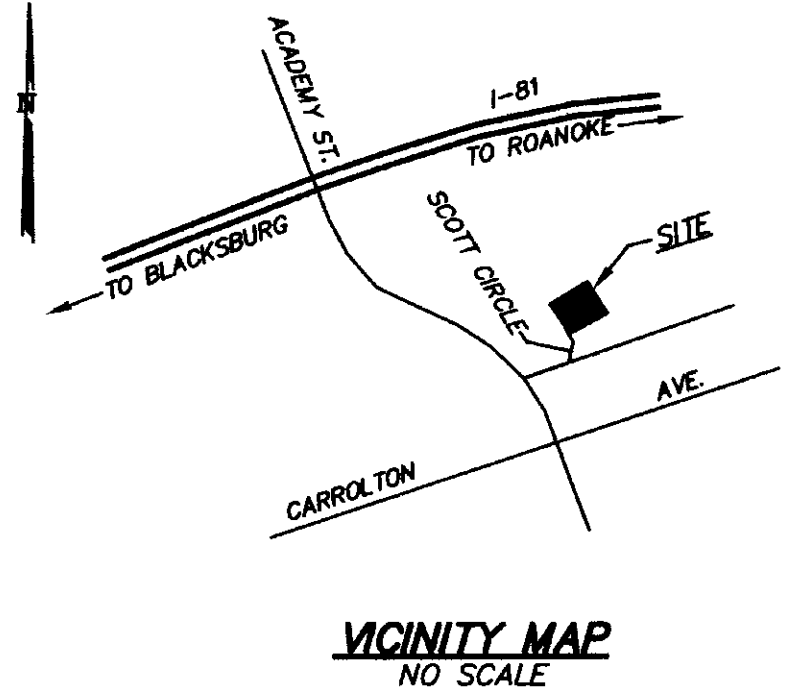 N
ACADEMY ST.
I-81
TO ROANOKE
TO BLACKSBURG
SCOTT CIRCLE
SITE
CARROLTON
AVE.
VICINITY MAP
NO SCALE